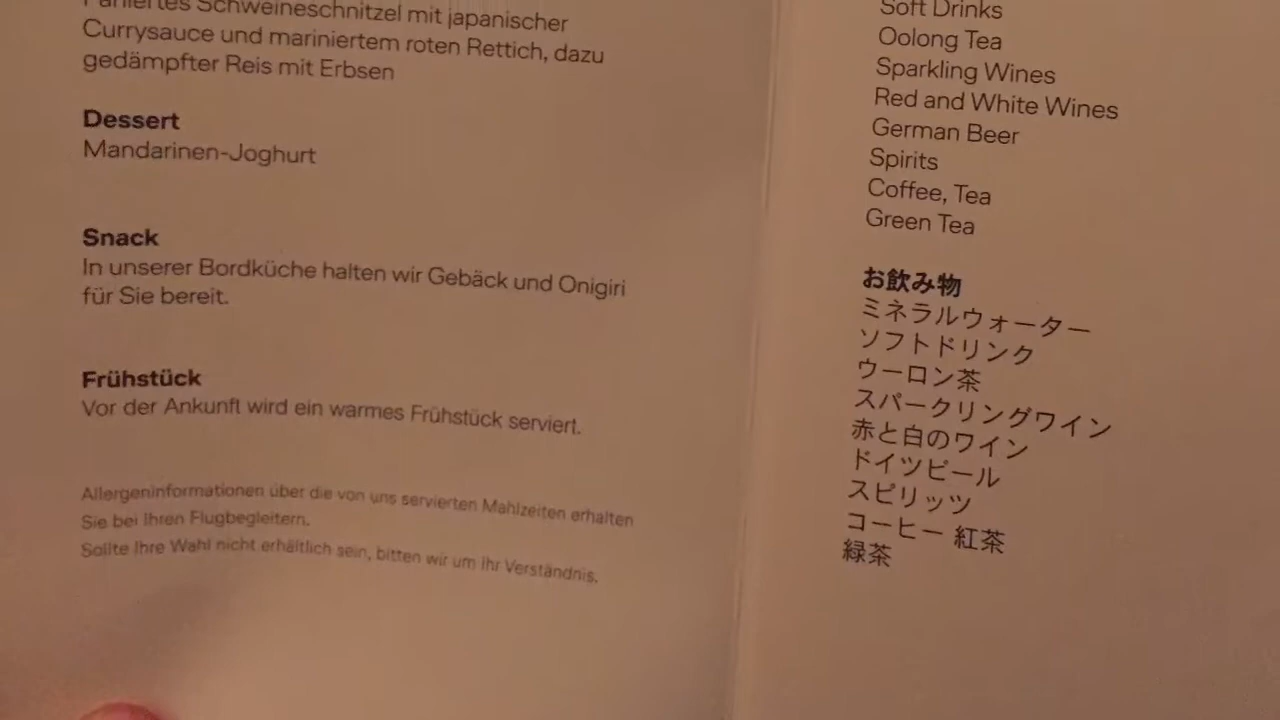 Paniertes Schweineschnitzel mit japanischer
Currysauce und mariniertem roten Rettich, dazu
gedämpfter Reis mit Erbsen
Dessert
Mandarinen-Joghurt
Snack
In unserer Bordküche halten wir Gebäck und Onigiri
für Sie bereit.
Frühstück
Vor der Ankunft wird ein warmes Frühstück serviert.
Allergeninformationen über die von uns servierten Mahlzeiten erhalten
Sie bei Ihren Flugbegleitern.
Sollte Ihre Wahl nicht erhältlich sein, bitten wir um Ihr Verständnis.
Soft Drinks
Oolong Tea
Sparkling Wines
Red and White Wines
German Beer
Spirits
Coffee, Tea
Green Tea
お飲み物
ミネラルウォーター
ソフトドリンク
ウーロン茶
スパークリングワイン
赤と白のワイン
ドイツビール
スピリッツ
コーヒー 紅茶
緑茶